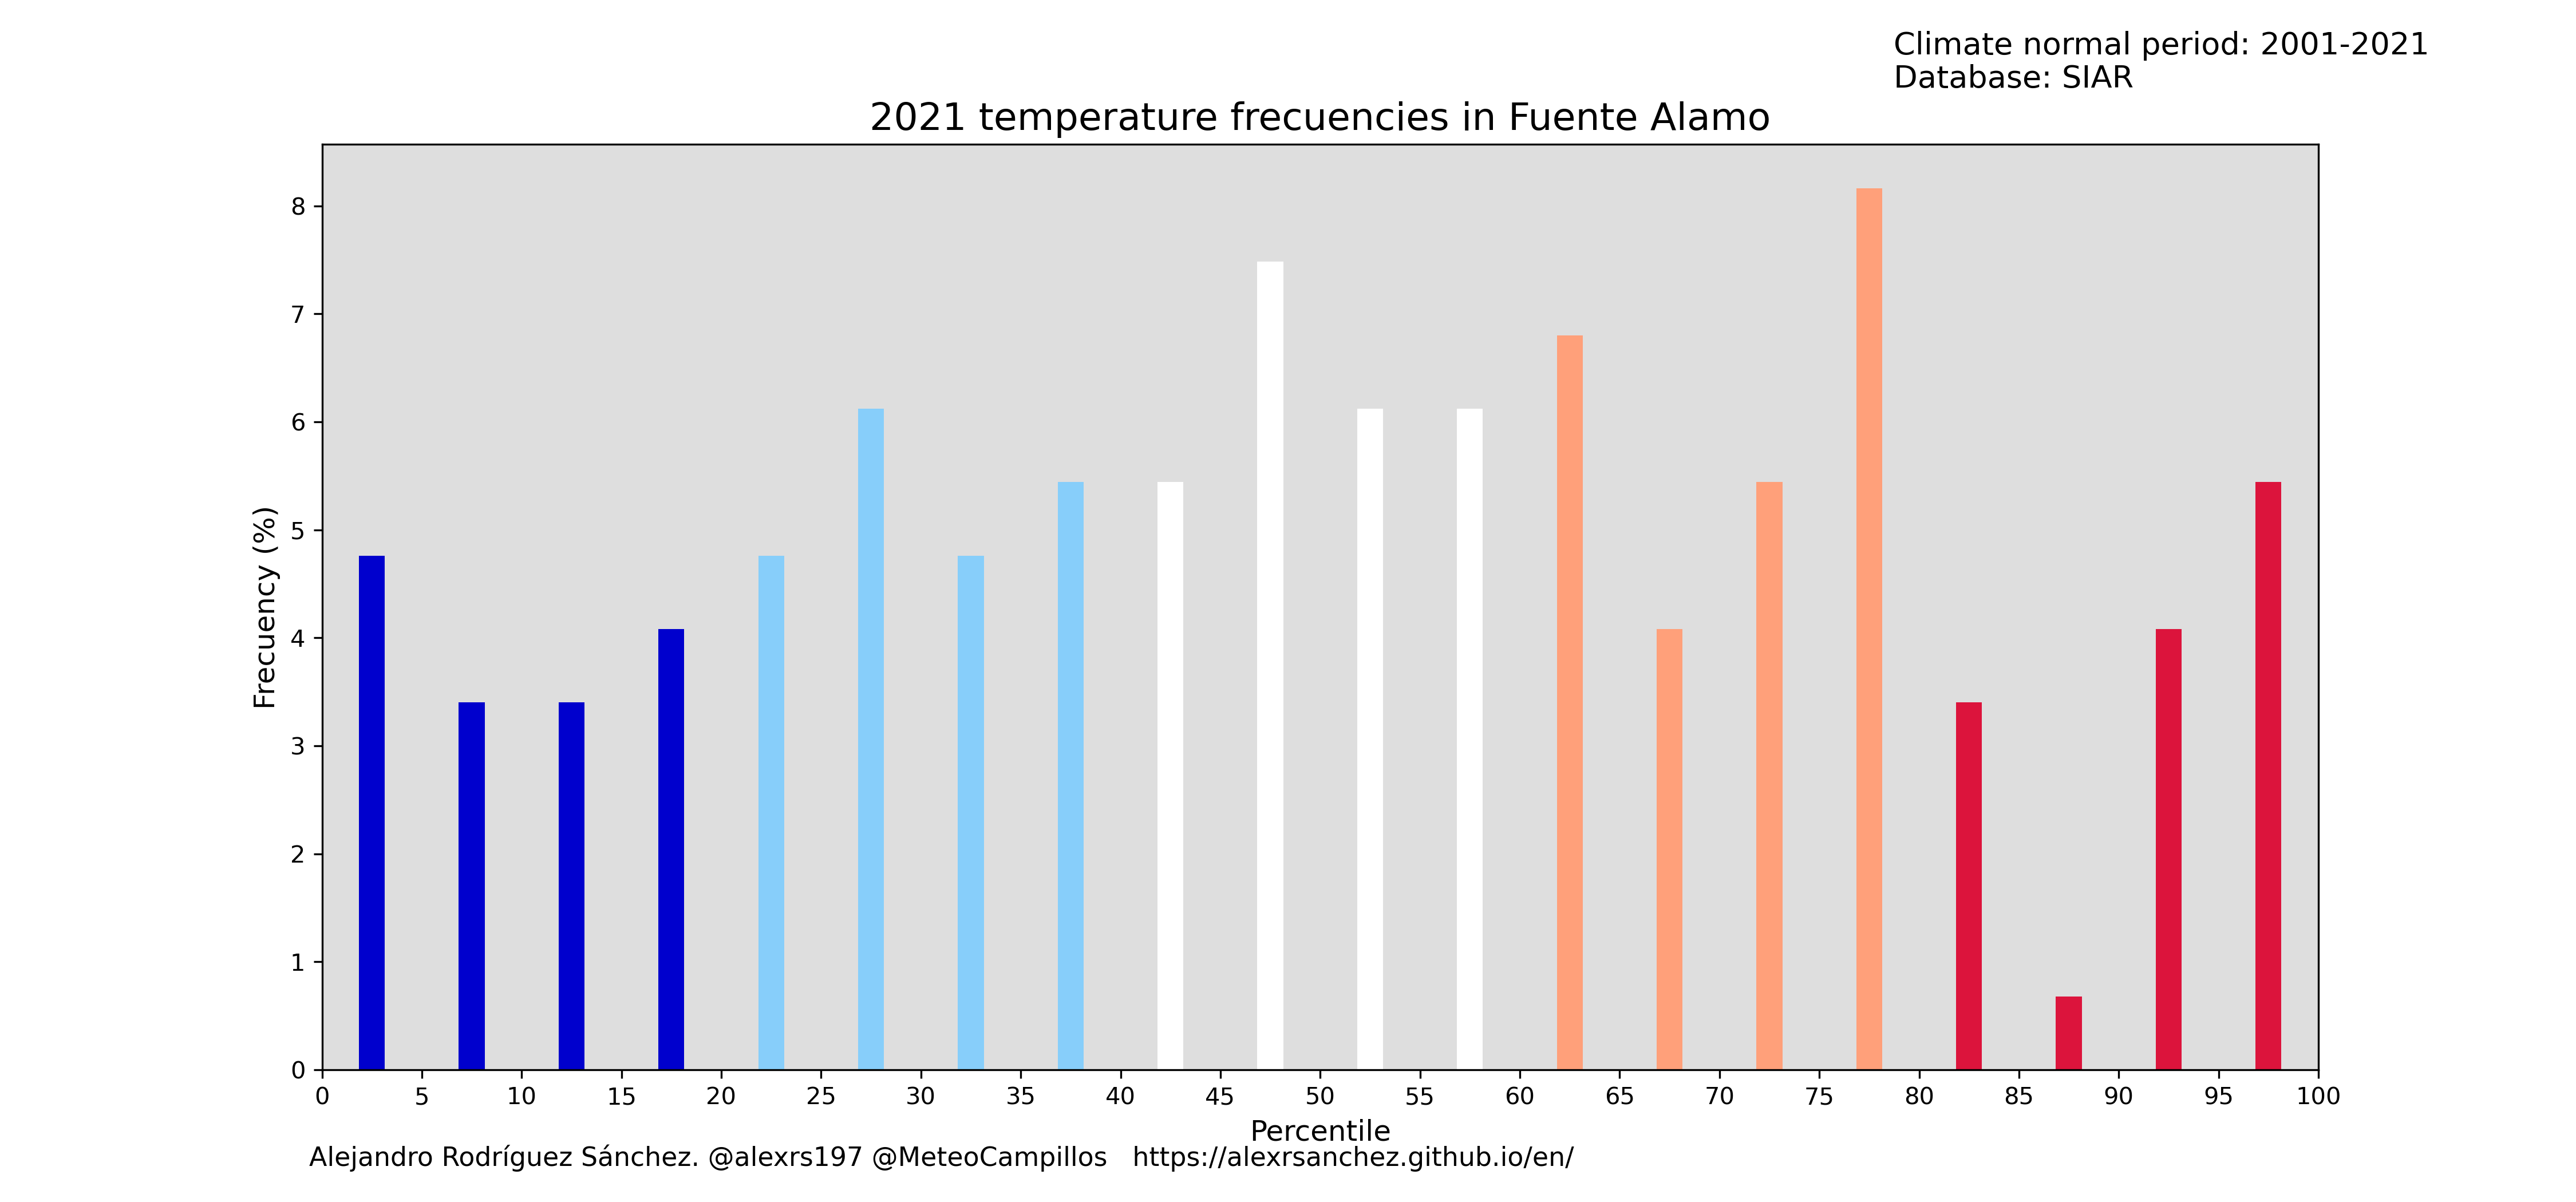 Climate normal period: 2001-2021
Database: SIAR
2021 temperature frecuencies in Fuente Alamo
Frecuency (%)
8
7
6
5
4
3
2
1
0
0 5 10 15 20 25 30 35 40 45 50 55 60 65 70 75 80 85 90 95 100
Percentile
Alejandro Rodríguez Sánchez. @alexrs197 @MeteoCampillos https://alexrsanchez.github.io/en/